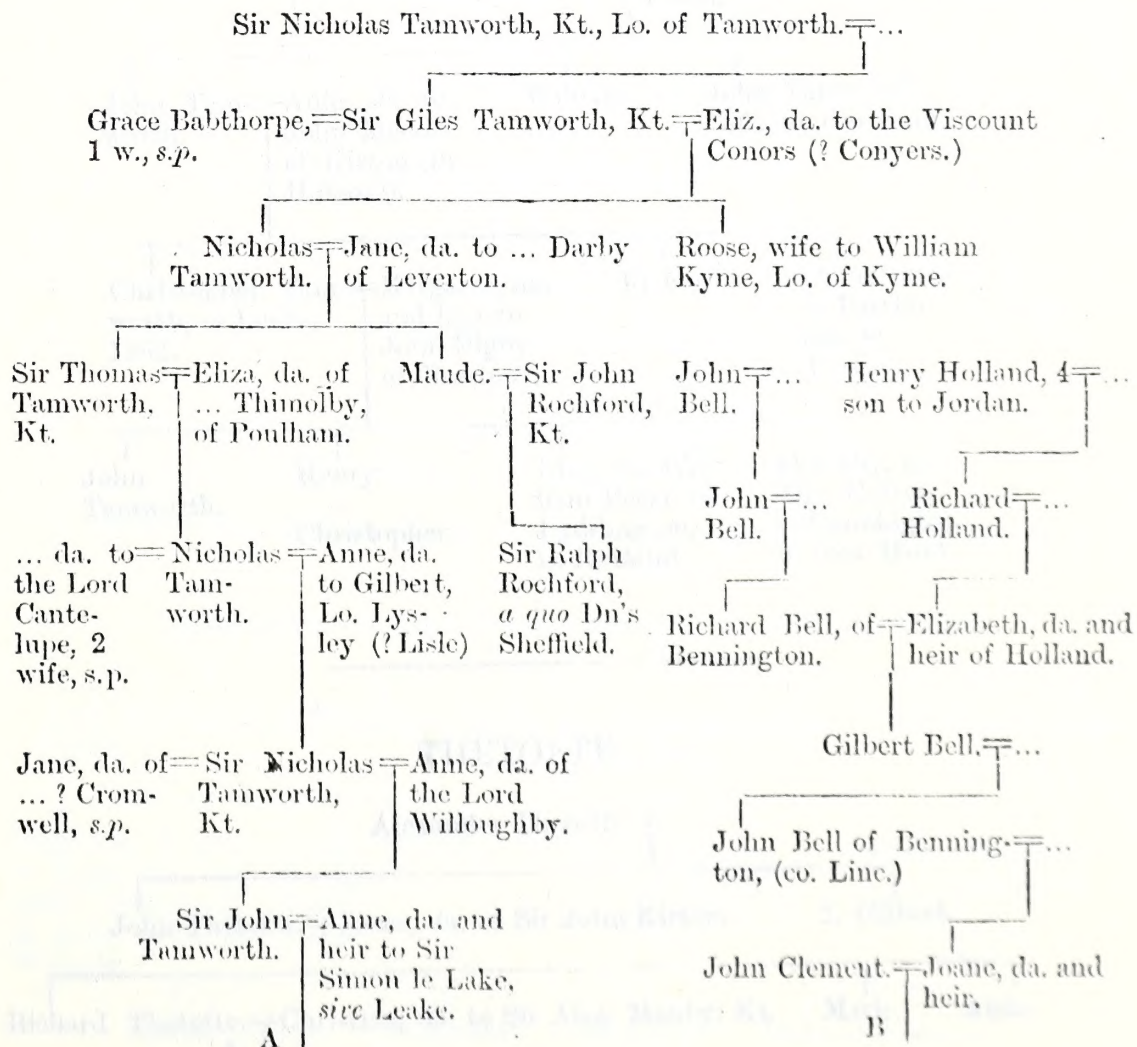 Sir Nicholas Tamworth, Kt., Lo. of Tamworth. ...
Grace Babthorpe, Sir Giles Tamworth, Kt. Eliz., da. to the Viscount
1 w., s.p. Conors (? Conyers.)
Nicholas Jane, da. to ... Darby Roose, wife to William
Tamworth. of Leverton. Kyme, Lo. of Kyme.
Sir Thomas Eliza, da. of Maude. Sir John John ... Henry Holland, 4 ...
Tamworth, ... Thimolby, Rochford, Bell. son to Jordan.
Kt. of Poulham. Kt.
John ... Richard ...
Bell. Holland.
... da. to Nicholas Anne, da. Sir Ralph
the Lord Tam- to Gilbert, Rochford,
Cante- worth. Lo. Lys- a quo Dn's
lupe, 2 ley (? Lisle) Sheffield.
wife, s.p.
Richard Bell, of Elizabeth, da. and
Bennington. heir of Holland.
Gilbert Bell. ...
Jane, da. of Sir Nicholas Anne, da. of
... ? Crom- Tamworth, the Lord
well, s.p. Kt. Willoughby.
John Bell of Benning- ...
ton, (co. Linc.)
Sir John Anne, da. and
Tamworth. heir to Sir
Simon le Lake,
sive Leake.
A
John Clement. Joane, da. and
heir.
B